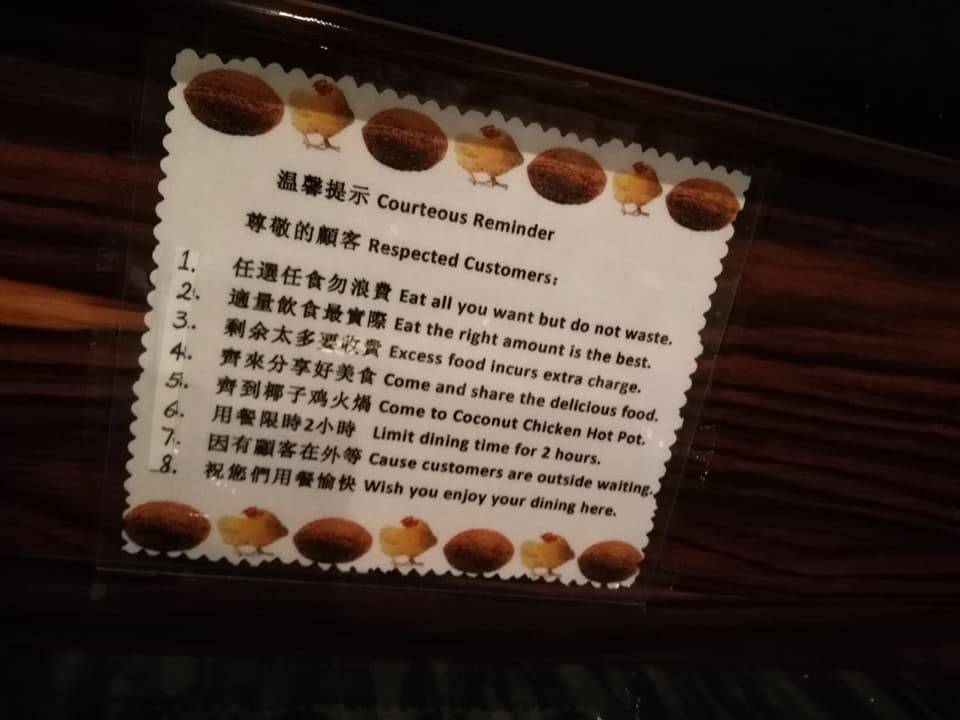 温馨提示 Courteous Reminder
尊敬的顧客 Respected Customers:
1. 任選任食勿浪費 Eat all you want but do not waste.
2. 適量飲食最實際 Eat the right amount is the best.
3. 剩余太多要收費 Excess food incurs extra charge.
4. 齊來分享好美食 Come and share the delicious food.
5. 齊到椰子鸡火煱 Come to Coconut Chicken Hot Pot.
6. 用餐限時2小時 Limit dining time for 2 hours.
7. 因有顧客在外等 Cause customers are outside waiting.
8. 祝您們用餐愉快 Wish you enjoy your dining here.